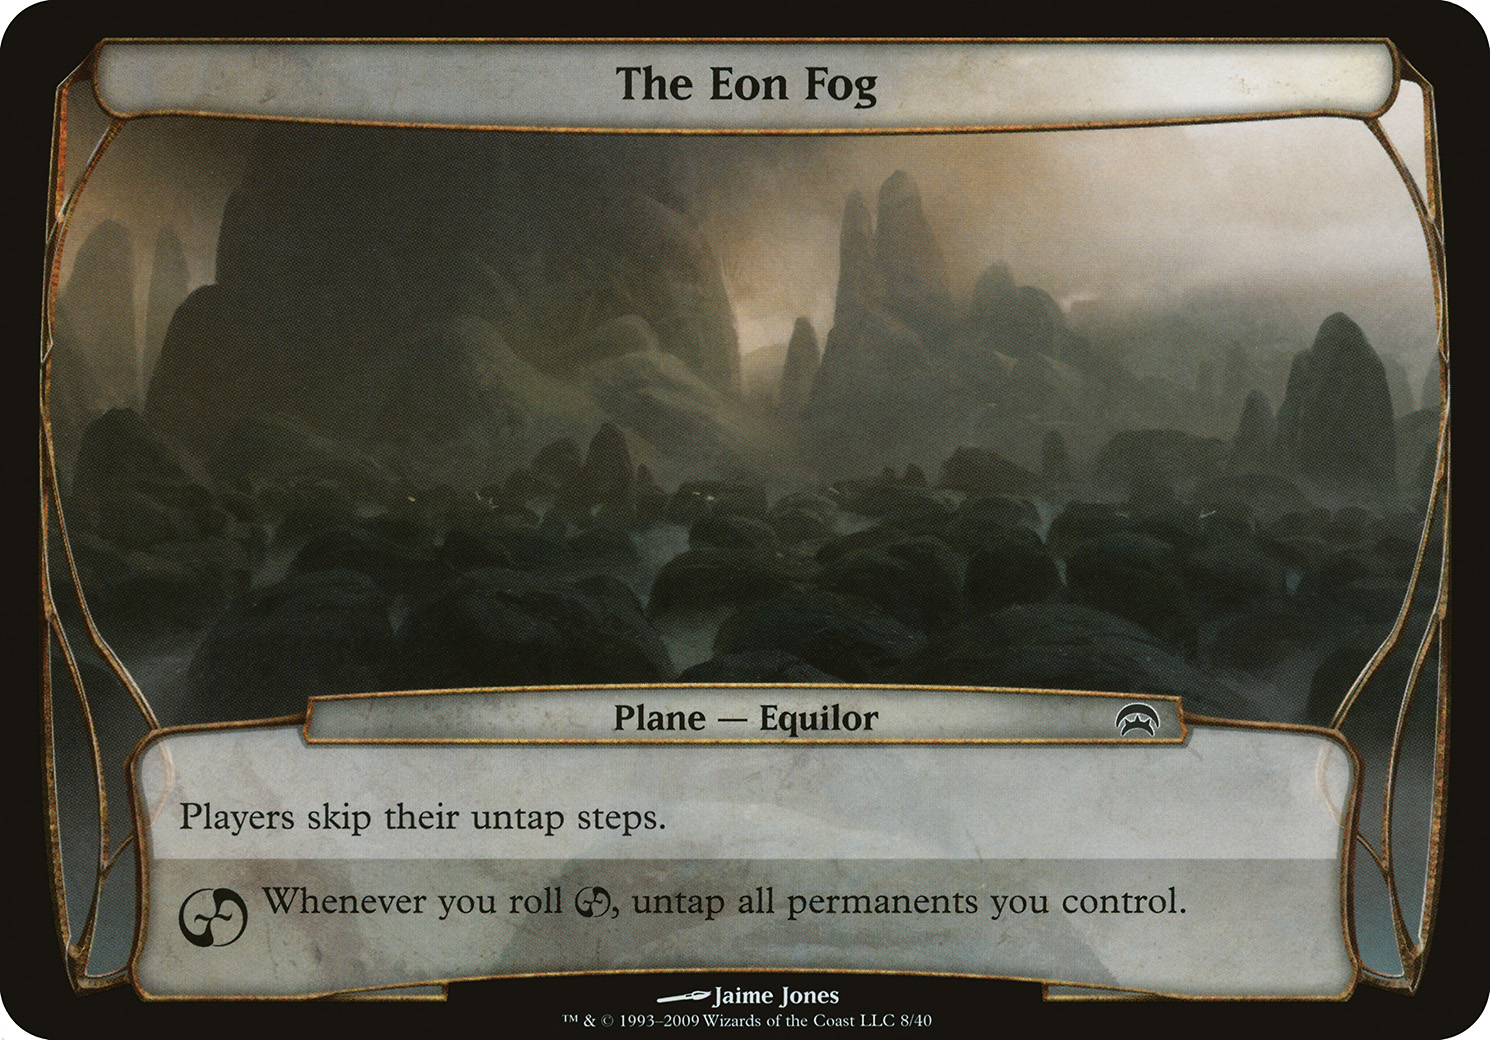 The Eon Fog
Plane — Equilor
Players skip their untap steps.
Whenever you roll , untap all permanents you control.
Jaime Jones
™ & © 1993–2009 Wizards of the Coast LLC 8/40